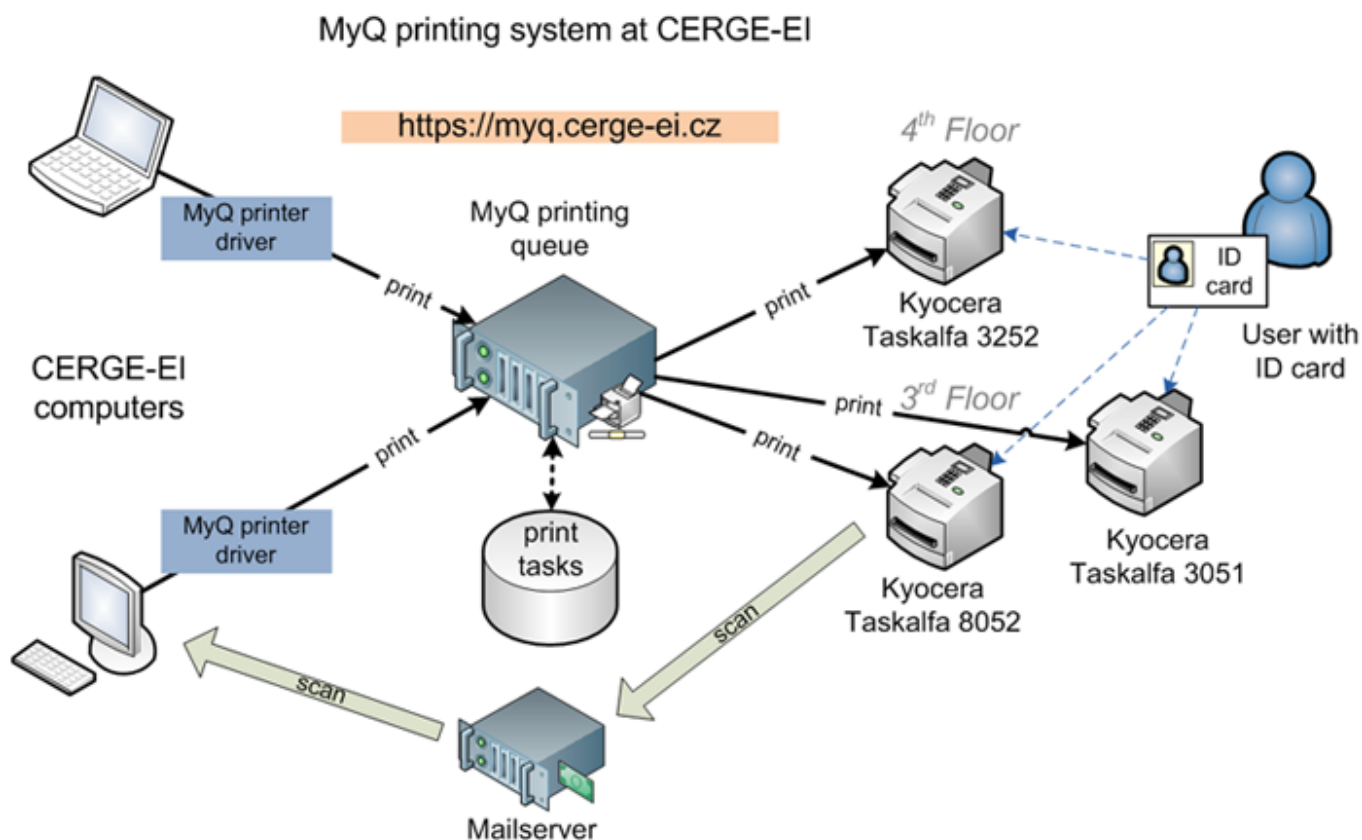 MyQ printing system at CERGE-EI
https://myq.cerge-ei.cz
4th Floor
MyQ printer
driver
MyQ printing
queue
ID
card
print
print
Kyocera
Taskalfa 3252
User with
ID card
CERGE-EI
computers
3rd Floor
print
print
print
MyQ printer
driver
print
tasks
Kyocera
Taskalfa 3051
Kyocera
Taskalfa 8052
scan
scan
Mailserver